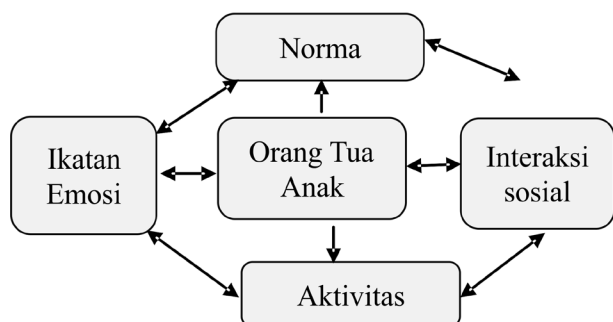 Norma
Ikatan
Emosi
Orang Tua
Anak
Interaksi
sosial
Aktivitas